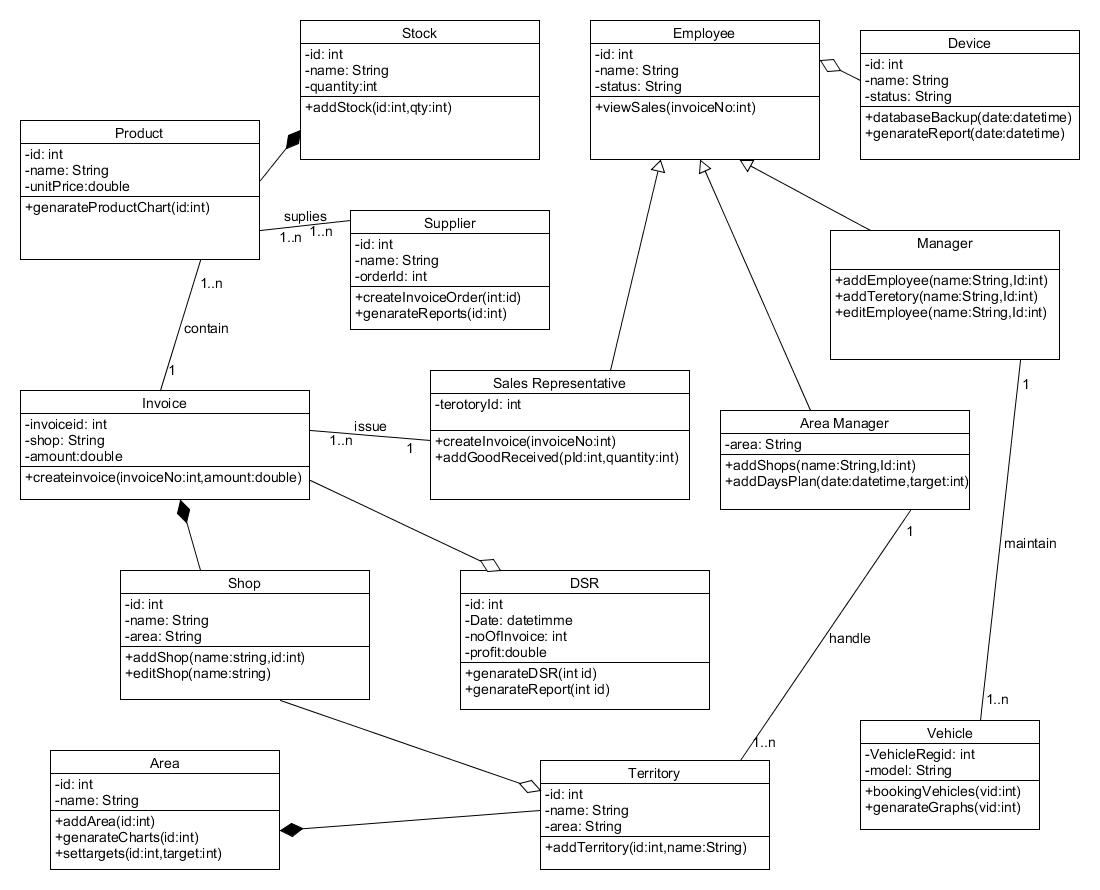 Stock
-id: int
-name: String
-quantity:int
+addStock(id:int,qty:int)
Employee
-id: int
-name: String
-status: String
+viewSales(invoiceNo:int)
Device
-id: int
-name: String
-status: String
+databaseBackup(date:datetime)
+genarateReport(date:datetime)
Product
-id: int
-name: String
-unitPrice:double
+genarateProductChart(id:int)
suplies
1..n
1..n
Supplier
-id: int
-name: String
-orderId: int
+createInvoiceOrder(int:id)
+genarateReports(id:int)
Manager
+addEmployee(name:String,Id:int)
+addTeretory(name:String,Id:int)
+editEmployee(name:String,Id:int)
1..n
contain
1
Invoice
-invoiceid: int
-shop: String
-amount:double
+createinvoice(invoiceNo:int,amount:double)
issue
1..n
1
Sales Representative
-terotoryId: int
+createInvoice(invoiceNo:int)
+addGoodReceived(pId:int,quantity:int)
Area Manager
-area: String
+addShops(name:String,Id:int)
+addDaysPlan(date:datetime,target:int)
1
maintain
1..n
1
handle
1..n
Shop
-id: int
-name: String
-area: String
+addShop(name:string,id:int)
+editShop(name:string)
DSR
-id: int
-Date: datetimme
-noOfInvoice: int
-profit:double
+genarateDSR(int id)
+genarateReport(int id)
Vehicle
-VehicleRegid: int
-model: String
+bookingVehicles(vid:int)
+genarateGraphs(vid:int)
Area
-id: int
-name: String
+addArea(id:int)
+genarateCharts(id:int)
+settargets(id:int,target:int)
Territory
-id: int
-name: String
-area: String
+addTerritory(id:int,name:String)